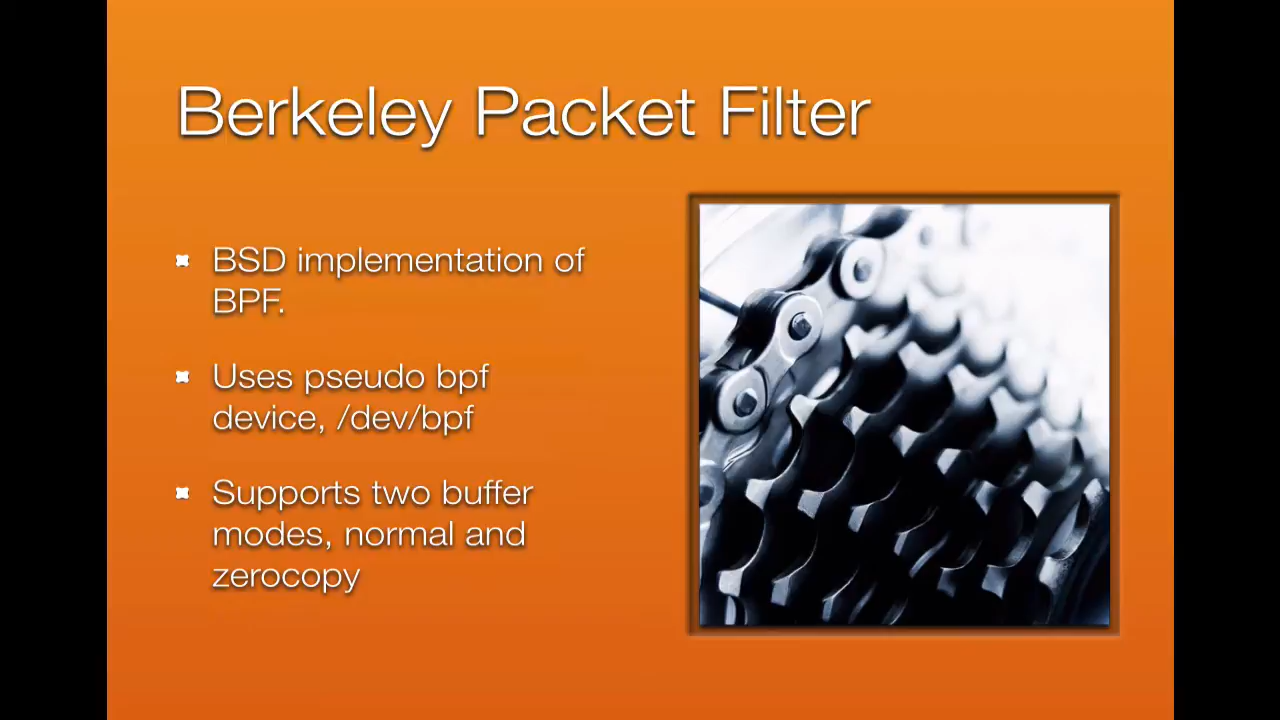 Berkeley Packet Filter
BSD implementation of
BPF.
Uses pseudo bpf
device, /dev/bpf
Supports two buffer
modes, normal and
zerocopy